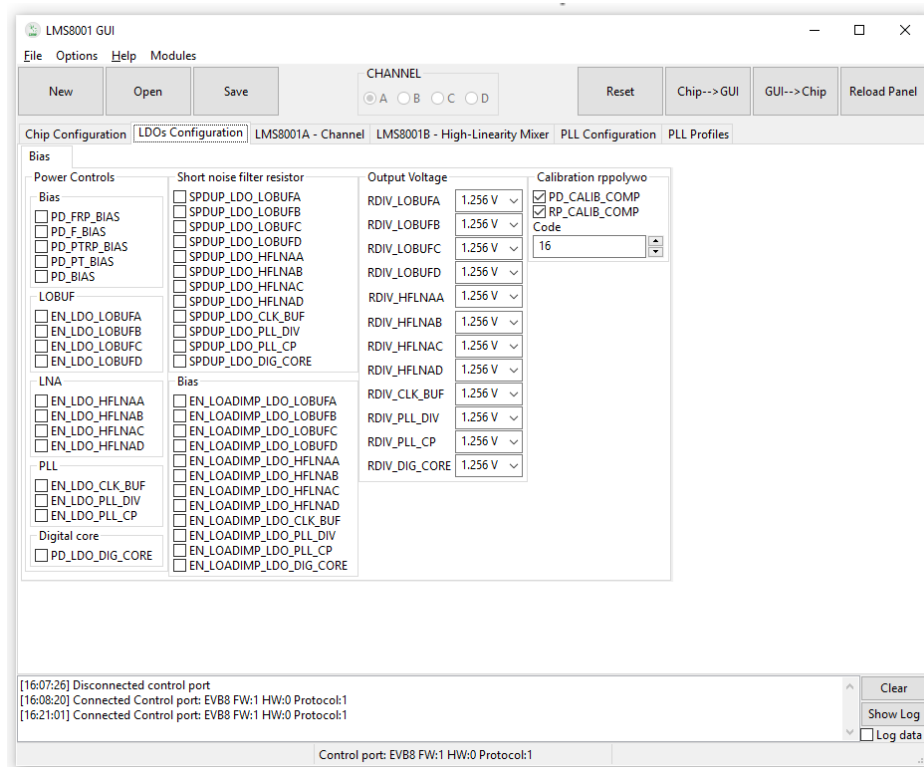 LMS8001 GUI
File Options Help Modules
New Open Save
CHANNEL
A B C D
Reset Chip-->GUI GUI-->Chip Reload Panel
Chip Configuration LDOs Configuration LMS8001A - Channel LMS8001B - High-Linearity Mixer PLL Configuration PLL Profiles
Bias
Power Controls
Bias
PD_FRP_BIAS
PD_F_BIAS
PD_PTRP_BIAS
PD_PT_BIAS
PD_BIAS
LOBUF
EN_LDO_LOBUFA
EN_LDO_LOBUFB
EN_LDO_LOBUFC
EN_LDO_LOBUFD
LNA
EN_LDO_HFLNAA
EN_LDO_HFLNAB
EN_LDO_HFLNAC
EN_LDO_HFLNAD
PLL
EN_LDO_CLK_BUF
EN_LDO_PLL_DIV
EN_LDO_PLL_CP
Digital core
PD_LDO_DIG_CORE
Short noise filter resistor
SPDUP_LDO_LOBUFA
SPDUP_LDO_LOBUFB
SPDUP_LDO_LOBUFC
SPDUP_LDO_LOBUFD
SPDUP_LDO_HFLNAA
SPDUP_LDO_HFLNAB
SPDUP_LDO_HFLNAC
SPDUP_LDO_HFLNAD
SPDUP_LDO_CLK_BUF
SPDUP_LDO_PLL_DIV
SPDUP_LDO_PLL_CP
SPDUP_LDO_DIG_CORE
Bias
EN_LOADIMP_LDO_LOBUFA
EN_LOADIMP_LDO_LOBUFB
EN_LOADIMP_LDO_LOBUFC
EN_LOADIMP_LDO_LOBUFD
EN_LOADIMP_LDO_HFLNAA
EN_LOADIMP_LDO_HFLNAB
EN_LOADIMP_LDO_HFLNAC
EN_LOADIMP_LDO_HFLNAD
EN_LOADIMP_LDO_CLK_BUF
EN_LOADIMP_LDO_PLL_DIV
EN_LOADIMP_LDO_PLL_CP
EN_LOADIMP_LDO_DIG_CORE
Output Voltage
RDIV_LOBUFA 1.256 V
RDIV_LOBUFB 1.256 V
RDIV_LOBUFC 1.256 V
RDIV_LOBUFD 1.256 V
RDIV_HFLNAA 1.256 V
RDIV_HFLNAB 1.256 V
RDIV_HFLNAC 1.256 V
RDIV_HFLNAD 1.256 V
RDIV_CLK_BUF 1.256 V
RDIV_PLL_DIV 1.256 V
RDIV_PLL_CP 1.256 V
RDIV_DIG_CORE 1.256 V
Calibration rppolywo
PD_CALIB_COMP
RP_CALIB_COMP
Code
16
[16:07:26] Disconnected control port
[16:08:20] Connected Control port: EVB8 FW:1 HW:0 Protocol:1
[16:21:01] Connected Control port: EVB8 FW:1 HW:0 Protocol:1
Clear
Show Log
Log data
Control port: EVB8 FW:1 HW:0 Protocol:1